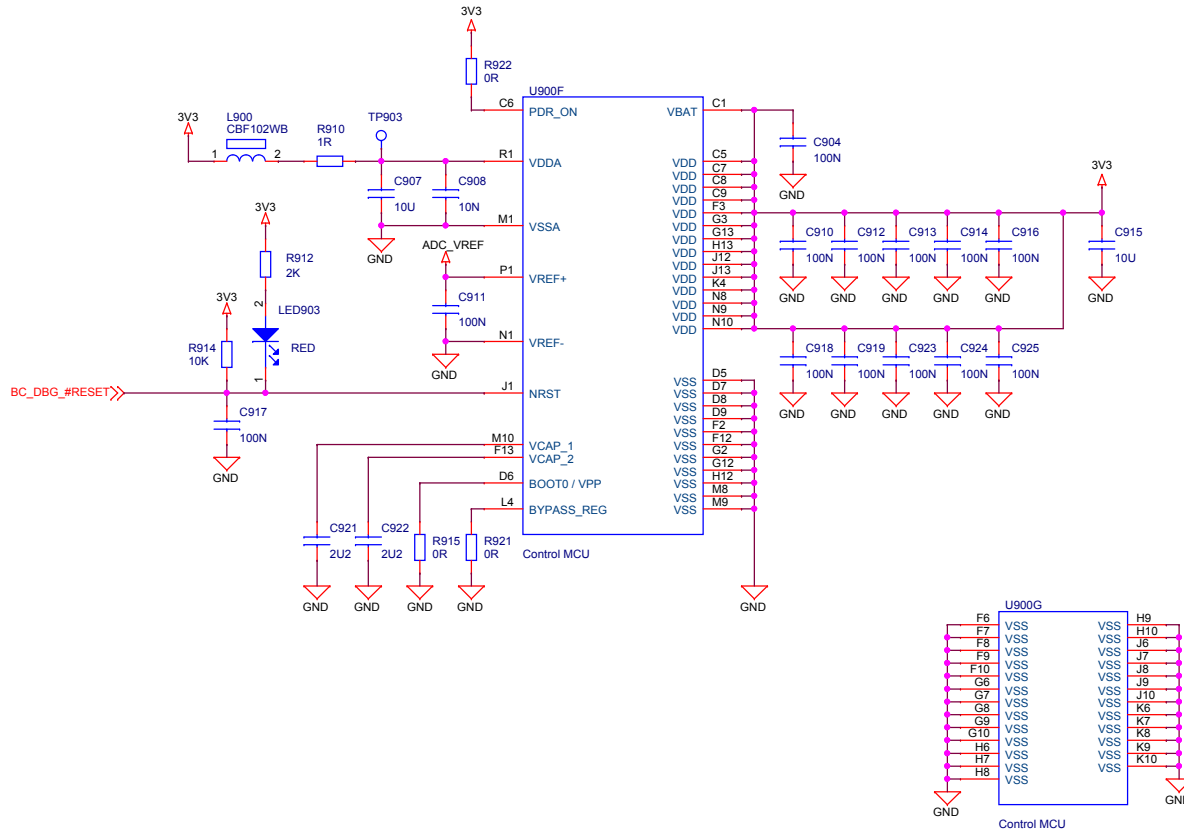 3V3
R922
0R
U900F
C6
PDR_ON
VBAT
C1
C904
100N
GND
3V3
L900
CBF102WB
1
2
R910
1R
TP903
R1
VDDA
C907
10U
C908
10N
M1
VSSA
GND
3V3
R912
2K
2
LED903
RED
1
ADC_VREF
P1
VREF+
C911
100N
N1
VREF-
GND
3V3
R914
10K
BC_DBG_#RESET
J1
NRST
C917
100N
GND
M10
VCAP_1
F13
VCAP_2
D6
BOOT0 / VPP
L4
BYPASS_REG
C921
2U2
C922
2U2
R915
0R
R921
0R
GND
GND
GND
GND
Control MCU
VDD C5
VDD C7
VDD C8
VDD C9
VDD F3
VDD G3
VDD G13
VDD H13
VDD J12
VDD J13
VDD K4
VDD N8
VDD N9
VDD N10
3V3
C910
100N
C912
100N
C913
100N
C914
100N
C916
100N
C915
10U
GND
GND
GND
GND
GND
GND
C918
100N
C919
100N
C923
100N
C924
100N
C925
100N
GND
GND
GND
GND
GND
VSS D5
VSS D7
VSS D8
VSS D9
VSS F2
VSS F12
VSS G2
VSS G12
VSS H12
VSS M8
VSS M9
GND
U900G
F6 VSS VSS H9
F7 VSS VSS H10
F8 VSS VSS J6
F9 VSS VSS J7
F10 VSS VSS J8
G6 VSS VSS J9
G7 VSS VSS J10
G8 VSS VSS K6
G9 VSS VSS K7
G10 VSS VSS K8
H6 VSS VSS K9
H7 VSS VSS K10
H8 VSS
GND
GND
Control MCU